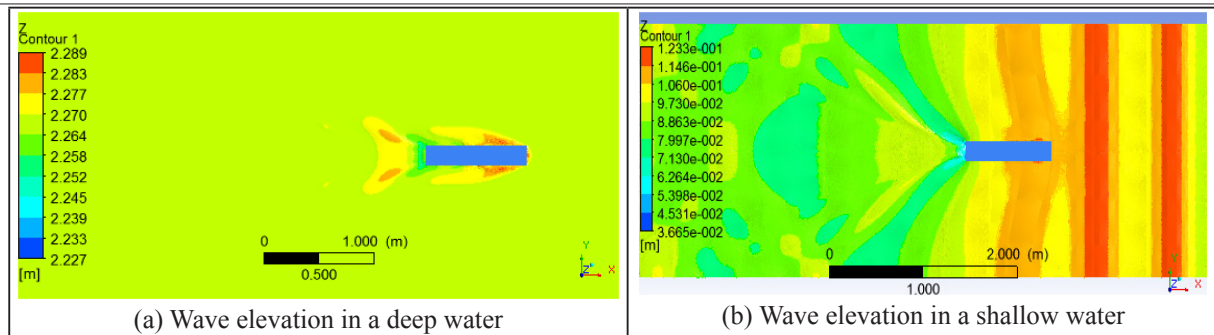 Z
Contour 1
2.289
2.283
2.277
2.270
2.264
2.258
2.252
2.245
2.239
2.233
2.227
[m]
0
1.000 (m)
0.500
Y
Z
X
(a) Wave elevation in a deep water
Z
Contour 1
1.233e-001
1.146e-001
1.060e-001
9.730e-002
8.863e-002
7.997e-002
7.130e-002
6.264e-002
5.398e-002
4.531e-002
3.665e-002
[m]
0
2.000 (m)
1.000
Y
Z
X
(b) Wave elevation in a shallow water